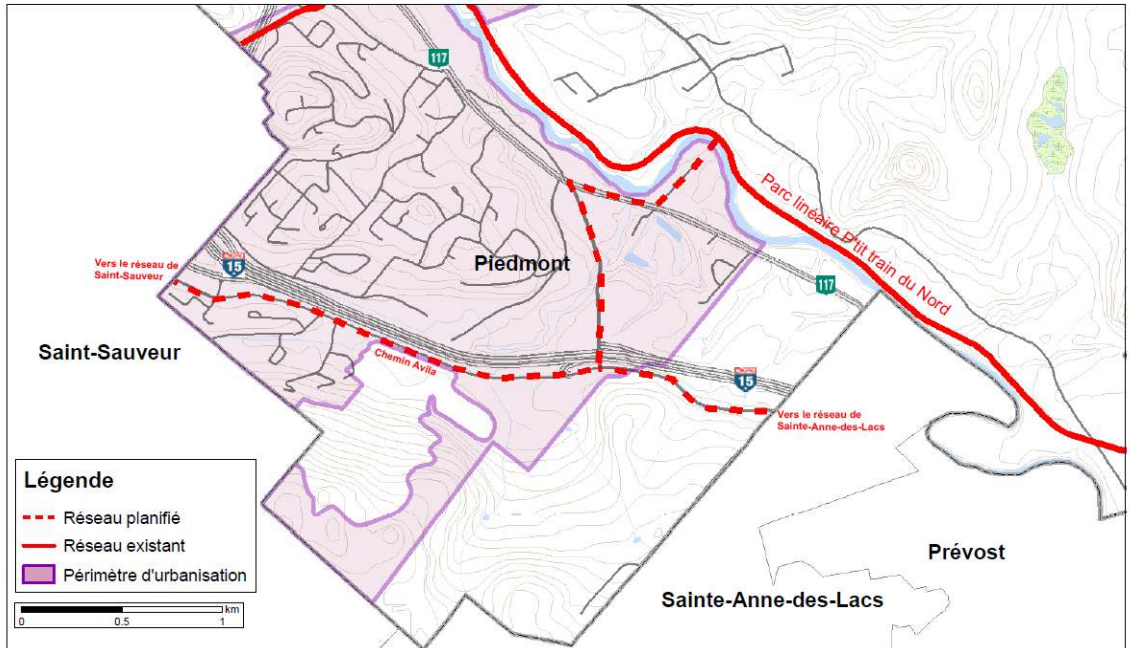 117
Parc linéaire P'tit train du Nord
Vers le réseau de
Saint-Sauveur
15
Piedmont
117
Saint-Sauveur
Chemin Avila
15
Vers le réseau de
Sainte-Anne-des-Lacs
Légende
Réseau planifié
Réseau existant
Périmètre d'urbanisation
km
0
0.5
1
Prévost
Sainte-Anne-des-Lacs